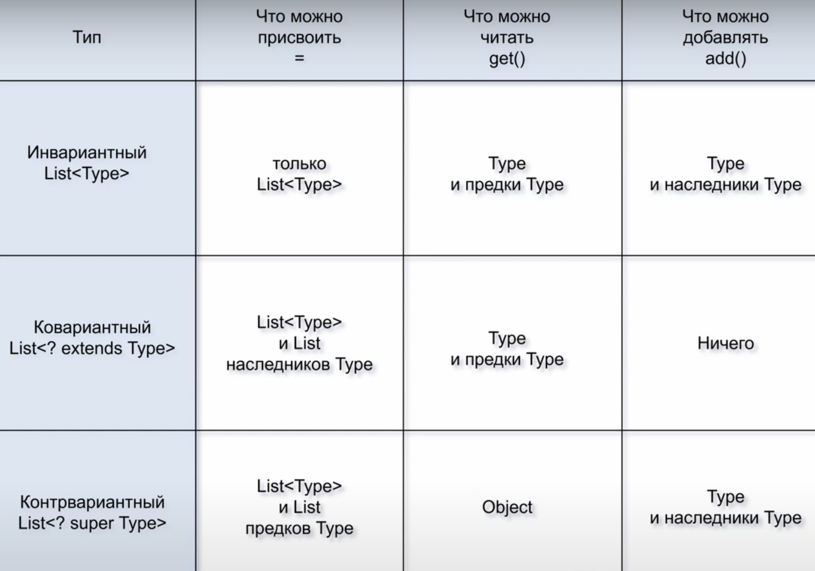 Тип
Что можно
присвоить
=
Что можно
читать
get()
Что можно
добавлять
add()
Инвариантный
List<Type>
только
List<Type>
Type
и предки Type
Type
и наследники Type
Ковариантный
List<? extends Type>
List<Type>
и List
наследников Type
Type
и предки Type
Ничего
Контрвариантный
List<? super Type>
List<Type>
и List
предков Type
Object
Type
и наследники Type